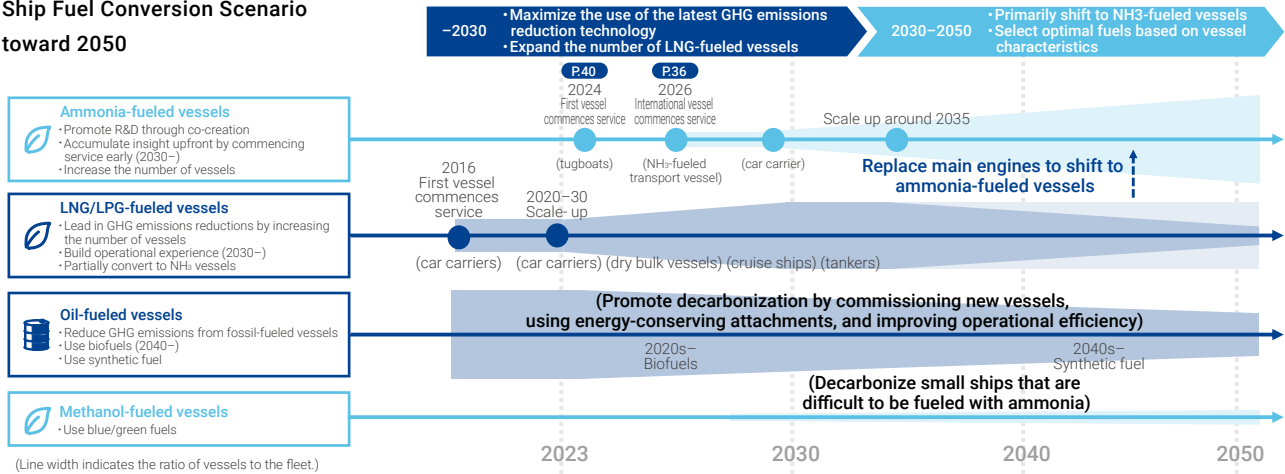 Ship Fuel Conversion Scenario
toward 2050
–2030
・Maximize the use of the latest GHG emissions
reduction technology
・Expand the number of LNG-fueled vessels
2030–2050
・Primarily shift to NH3-fueled vessels
・Select optimal fuels based on vessel
characteristics
Ammonia-fueled vessels
・Promote R&D through co-creation
・Accumulate insight upfront by commencing
service early (2030–)
・Increase the number of vessels
P.40
2024
First vessel
commences service
(tugboats)
P.36
2026
International vessel
commences service
(NH₃-fueled
transport vessel)
(car carrier)
Scale up around 2035
Replace main engines to shift to
ammonia-fueled vessels
LNG/LPG-fueled vessels
・Lead in GHG emissions reductions by increasing
the number of vessels
・Build operational experience (2030–)
・Partially convert to NH₃ vessels
2016
First vessel
commences
service
(car carriers)
2020–30
Scale- up
(car carriers) (dry bulk vessels) (cruise ships) (tankers)
Oil-fueled vessels
・Reduce GHG emissions from fossil-fueled vessels
・Use biofuels (2040–)
・Use synthetic fuel
(Promote decarbonization by commissioning new vessels,
using energy-conserving attachments, and improving operational efficiency)
2020s–
Biofuels
2040s–
Synthetic fuel
Methanol-fueled vessels
・Use blue/green fuels
(Decarbonize small ships that are
difficult to be fueled with ammonia)
(Line width indicates the ratio of vessels to the fleet.)
2023
2030
2040
2050